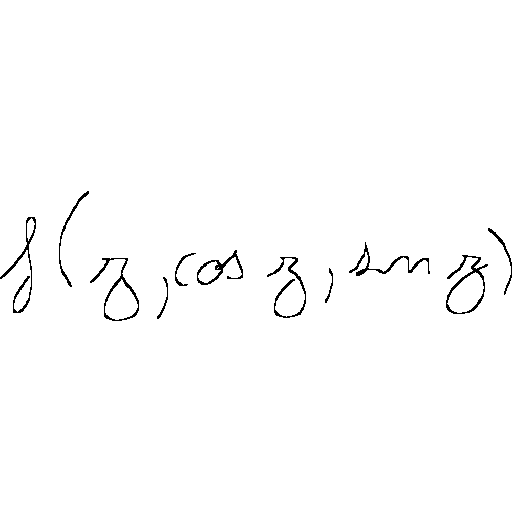 f(z, cos z, sin z)